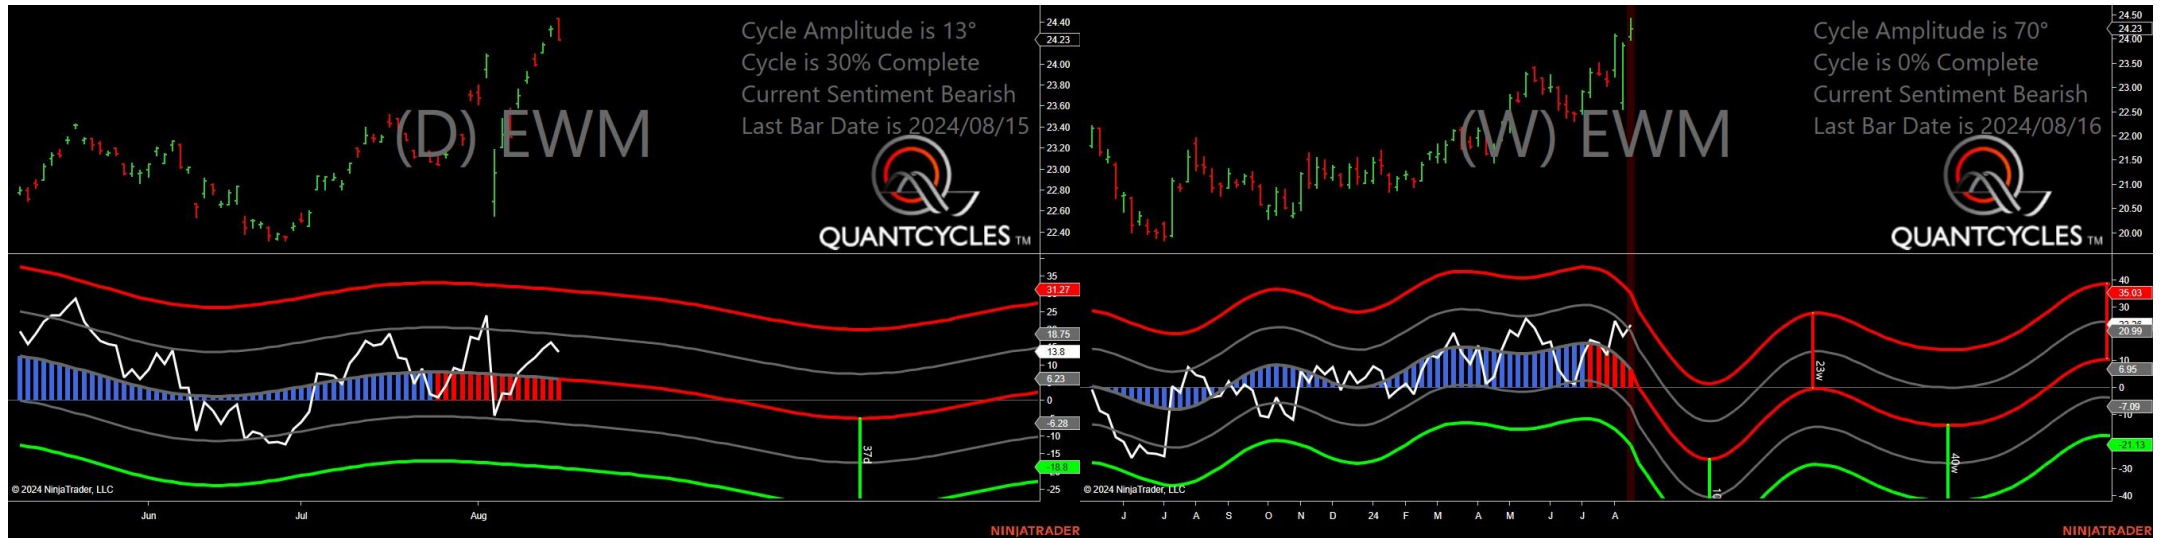 Cycle Amplitude is 13°
Cycle is 30% Complete
Current Sentiment Bearish
Last Bar Date is 2024/08/15
(D) EWM
QUANTCYCLES TM
24.40
24.23
24.00
23.80
23.60
23.40
23.20
23.00
22.80
22.60
22.40
35
31.27
25
18.75
13.8
10
6.23
0
-6.28
-10
-15
-18.8
-25
37d
© 2024 NinjaTrader, LLC
Jun Jul Aug
NINJATRADER
Cycle Amplitude is 70°
Cycle is 0% Complete
Current Sentiment Bearish
Last Bar Date is 2024/08/16
(W) EWM
QUANTCYCLES TM
24.50
24.23
24.00
23.50
23.00
22.50
22.00
21.50
21.00
20.50
20.00
40
35.03
30
20.99
10
6.95
0
-7.09
-10
-21.13
-30
-40
23w
40w
© 2024 NinjaTrader, LLC
J J A S O N D 24 F M A M J J A
NINJATRADER